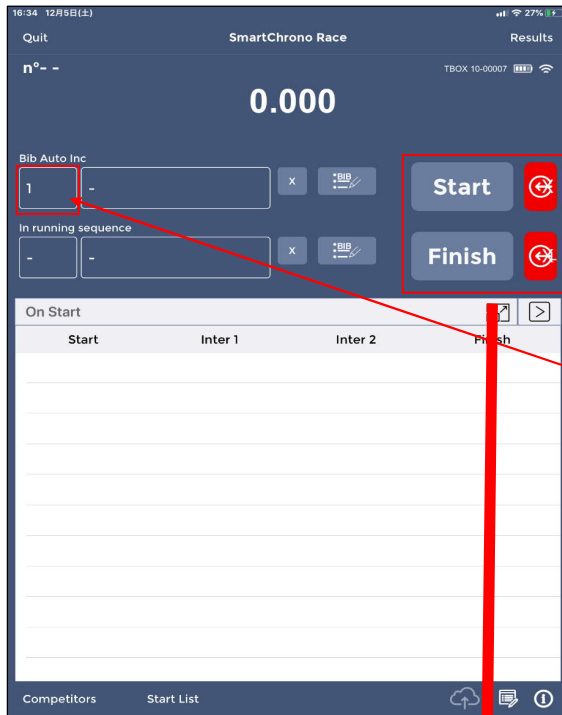 16:34 12月5日(土) 27%
Quit SmartChrono Race Results
n°- - TBOX 10-00007
0.000
Bib Auto Inc
1 - x BIB Start
In running sequence
- - x BIB Finish
On Start
Start Inter 1 Inter 2 Finish
Competitors Start List